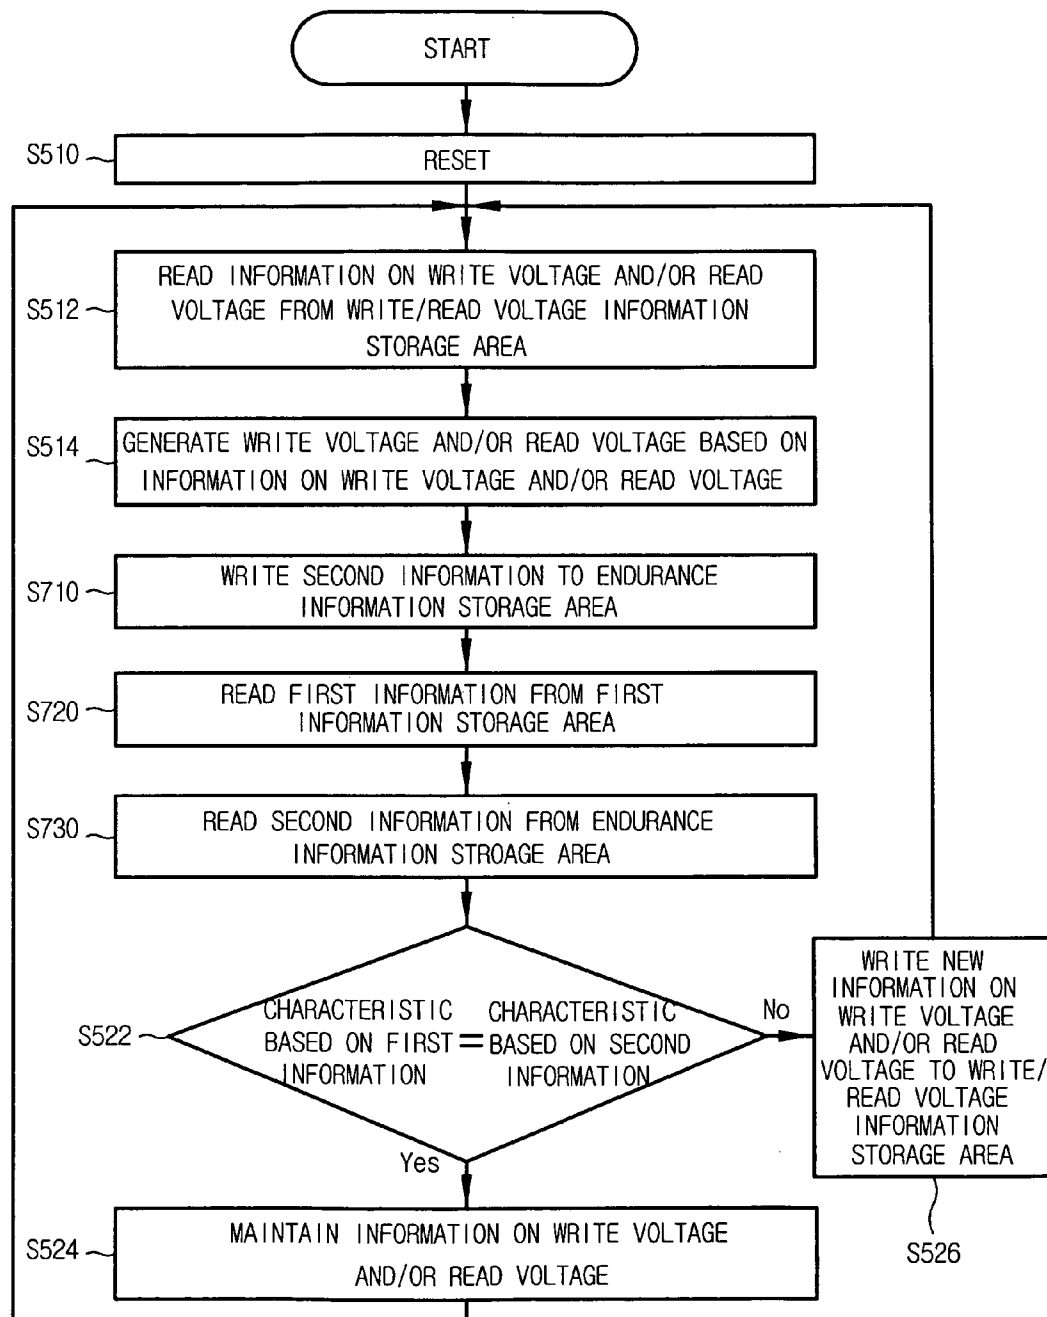 START
S510
RESET
S512
READ INFORMATION ON WRITE VOLTAGE AND/OR READ
VOLTAGE FROM WRITE/READ VOLTAGE INFORMATION
STORAGE AREA
S514
GENERATE WRITE VOLTAGE AND/OR READ VOLTAGE BASED ON
INFORMATION ON WRITE VOLTAGE AND/OR READ VOLTAGE
S710
WRITE SECOND INFORMATION TO ENDURANCE
INFORMATION STORAGE AREA
S720
READ FIRST INFORMATION FROM FIRST
INFORMATION STORAGE AREA
S730
READ SECOND INFORMATION FROM ENDURANCE
INFORMATION STROAGE AREA
S522
CHARACTERISTIC
BASED ON FIRST
INFORMATION
=
CHARACTERISTIC
BASED ON SECOND
INFORMATION
No
WRITE NEW
INFORMATION ON
WRITE VOLTAGE
AND/OR READ
VOLTAGE TO WRITE/
READ VOLTAGE
INFORMATION
STORAGE AREA
S526
Yes
S524
MAINTAIN INFORMATION ON WRITE VOLTAGE
AND/OR READ VOLTAGE